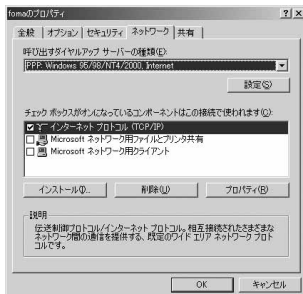 fomaのプロパティ
全般 オプション セキュリティ ネットワーク 共有
呼び出すダイヤルアップ サーバーの種類(E):
PPP: Windows 95/98/NT4/2000, Internet
設定(S)
チェック ボックスがオンになっているコンポーネントはこの接続で使われます(O):
インターネット プロトコル (TCP/IP)
Microsoft ネットワーク用ファイルとプリンタ共有
Microsoft ネットワーク用クライアント
インストール(I)...
削除(U)
プロパティ(R)
説明
伝送制御プロトコル/インターネット プロトコル。相互接続されたさまざまな
ネットワーク間の通信を提供する、既定のワイド エリア ネットワーク プロト
コルです。
OK
キャンセル